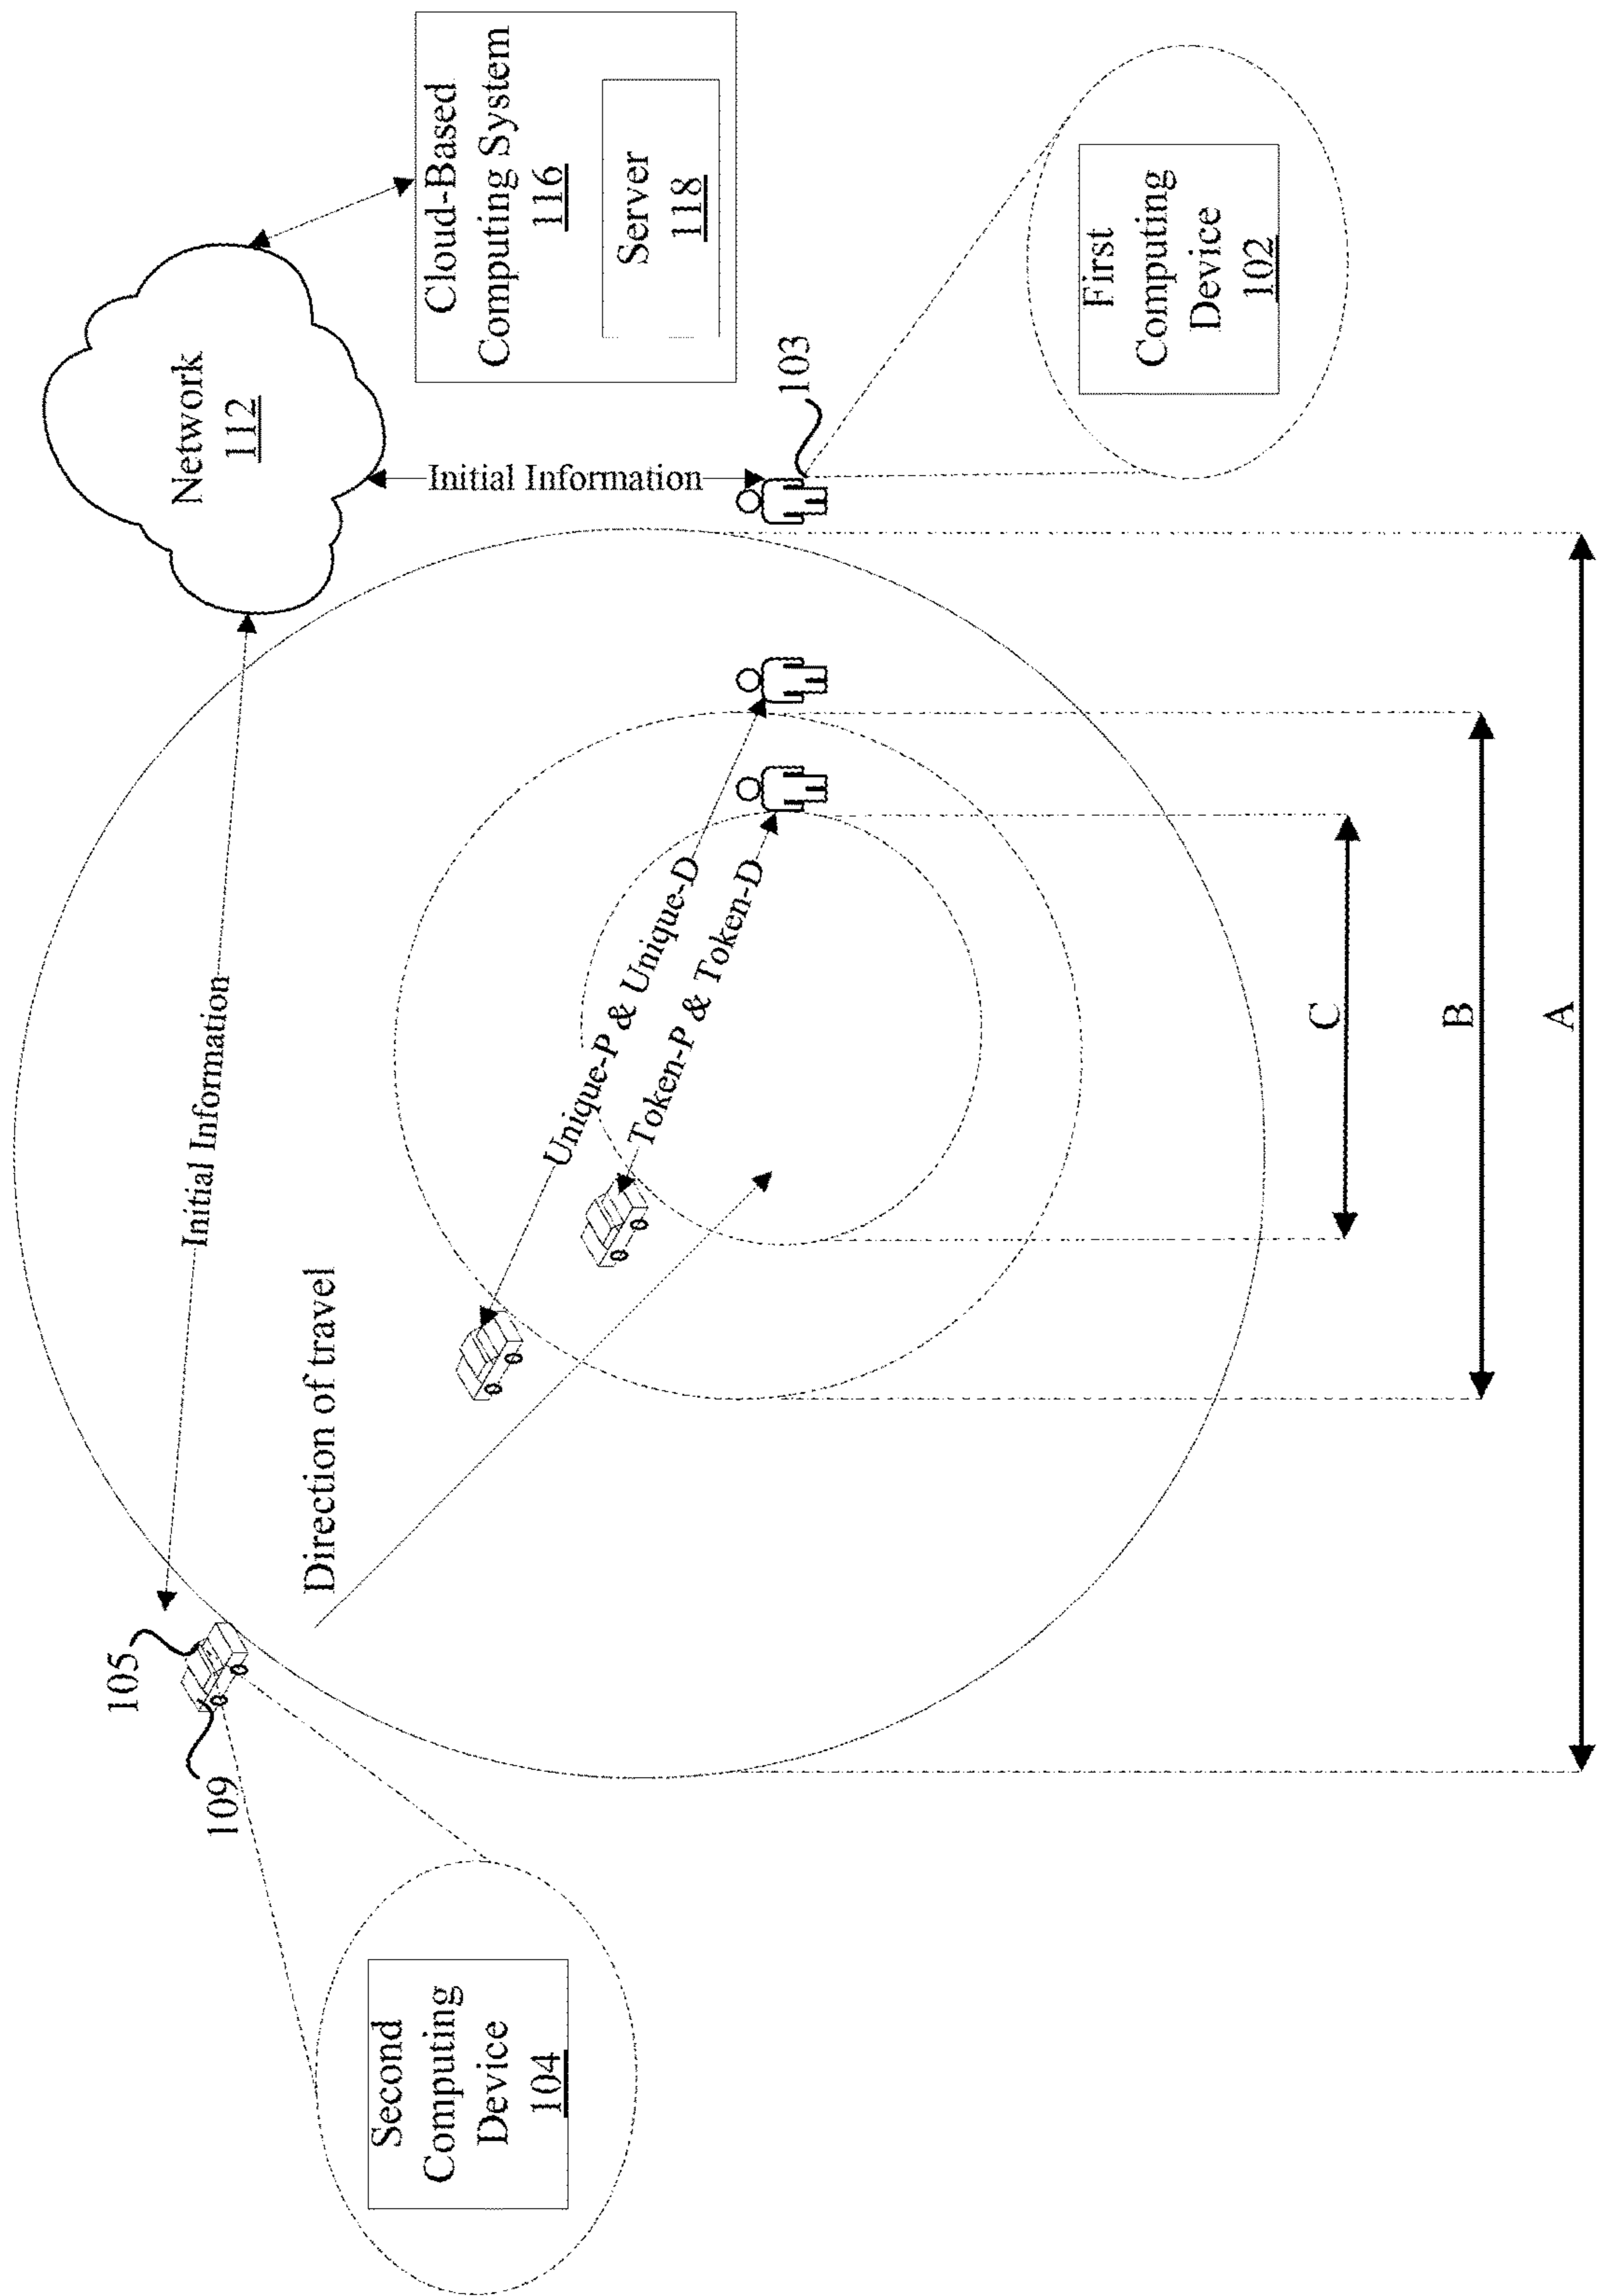 Network
112
Cloud-Based
Computing System
116
Server
118
Initial Information
Initial Information
103
First
Computing
Device
102
105
109
Direction of travel
Unique-P & Unique-D
Token-P & Token-D
Second
Computing
Device
104
C
B
A